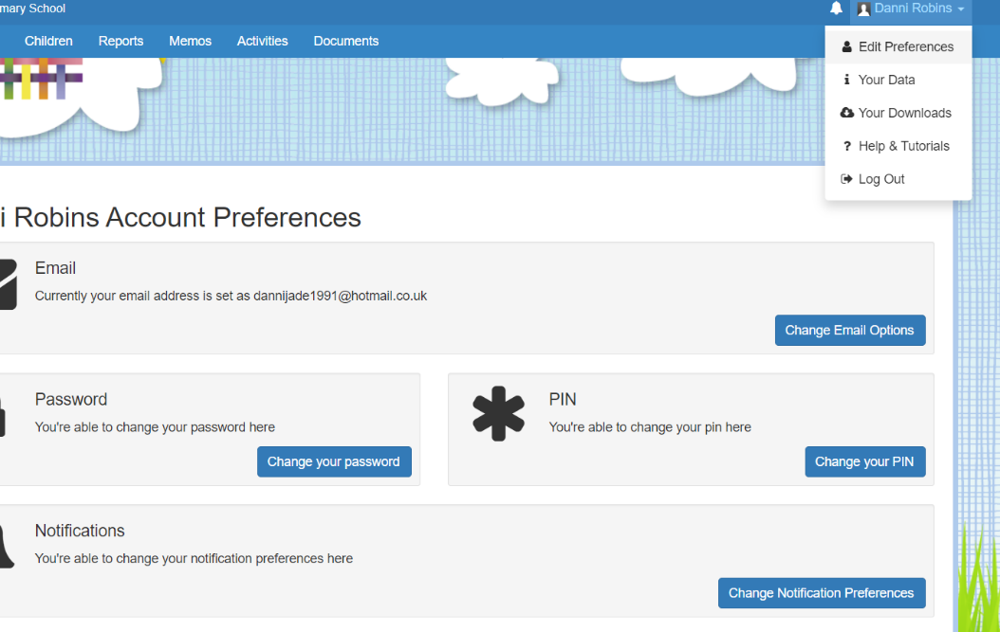 mary School
Danni Robins
Children Reports Memos Activities Documents
Edit Preferences
Your Data
Your Downloads
Help & Tutorials
Log Out
i Robins Account Preferences
Email
Currently your email address is set as dannijade1991@hotmail.co.uk
Change Email Options
Password
You're able to change your password here
Change your password
PIN
You're able to change your pin here
Change your PIN
Notifications
You're able to change your notification preferences here
Change Notification Preferences